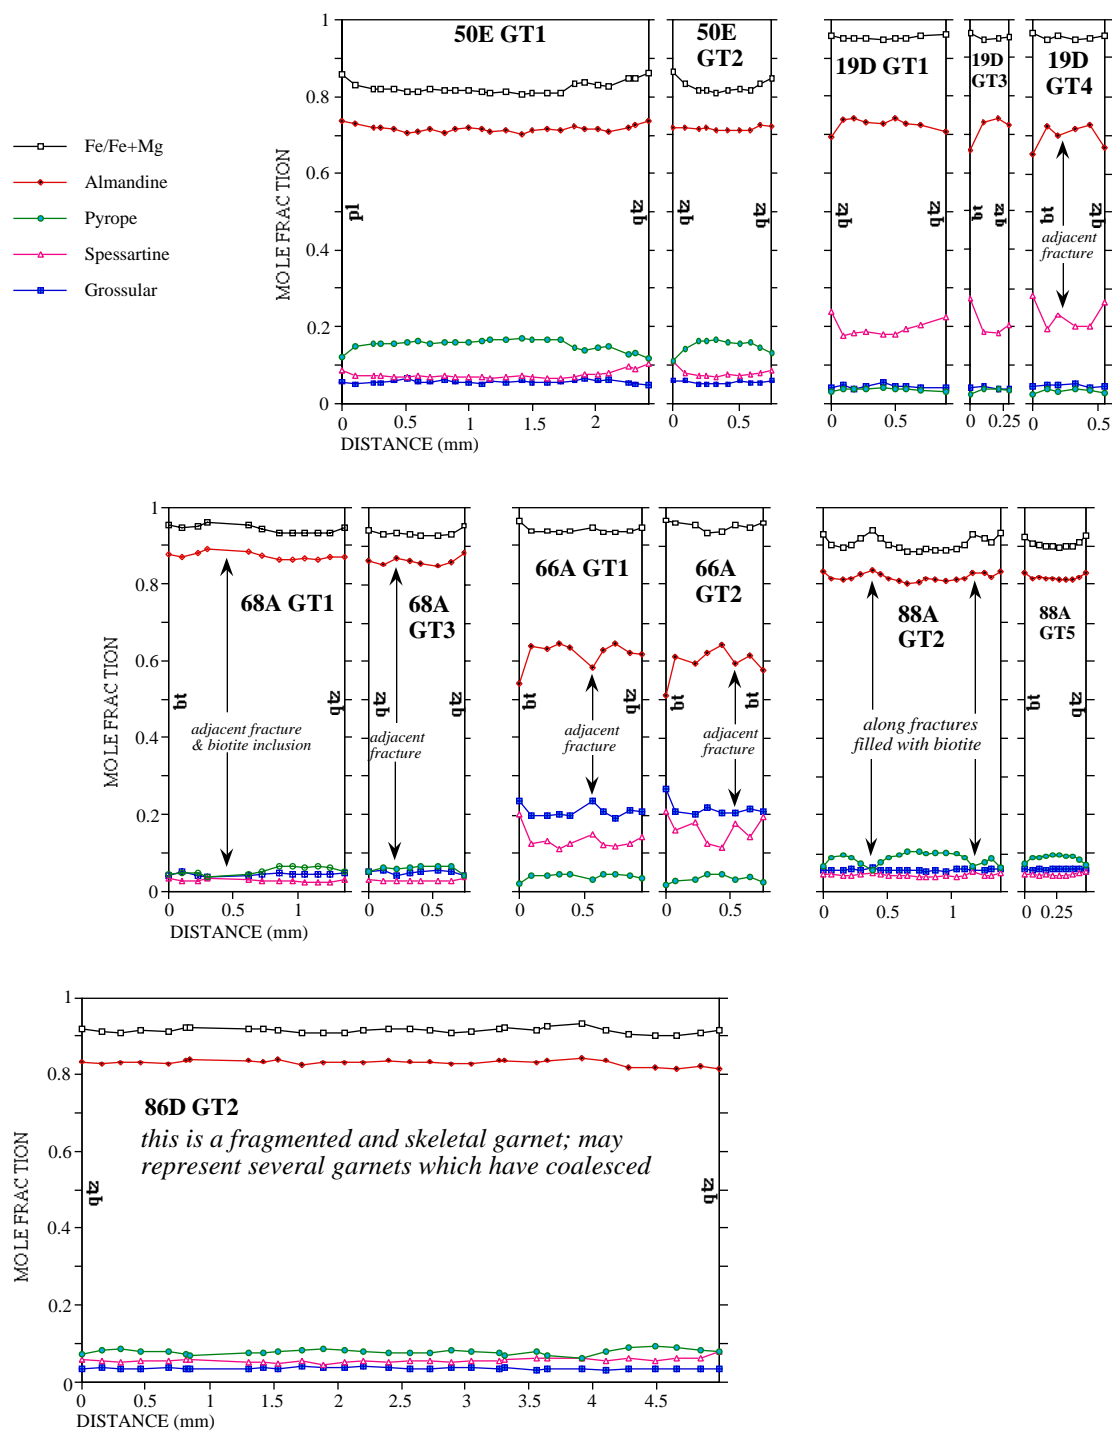 Fe/Fe+Mg
Almandine
Pyrope
Spessartine
Grossular
MOLE FRACTION
1
0.8
0.6
0.4
0.2
0
50E GT1
pl
qtz
0 0.5 1 1.5 2
DISTANCE (mm)
50E
GT2
qtz
qtz
0 0.5
19D GT1
qtz
qtz
0 0.5
19D
GT3
bt
qtz
0 0.25
19D
GT4
bt
qtz
adjacent
fracture
0 0.5
MOLE FRACTION
1
0.8
0.6
0.4
0.2
0
68A GT1
bt
qtz
adjacent fracture
& biotite inclusion
0 0.5 1
DISTANCE (mm)
68A
GT3
qtz
qtz
adjacent
fracture
0 0.5
66A GT1
bt
qtz
adjacent
fracture
0 0.5
66A
GT2
bt
bt
adjacent
fracture
0 0.5
88A
GT2
along fractures
filled with biotite
0 0.5 1
88A
GT5
0 0.25
MOLE FRACTION
1
0.8
0.6
0.4
0.2
0
86D GT2
this is a fragmented and skeletal garnet; may
represent several garnets which have coalesced
qtz
qtz
0 0.5 1 1.5 2 2.5 3 3.5 4 4.5
DISTANCE (mm)